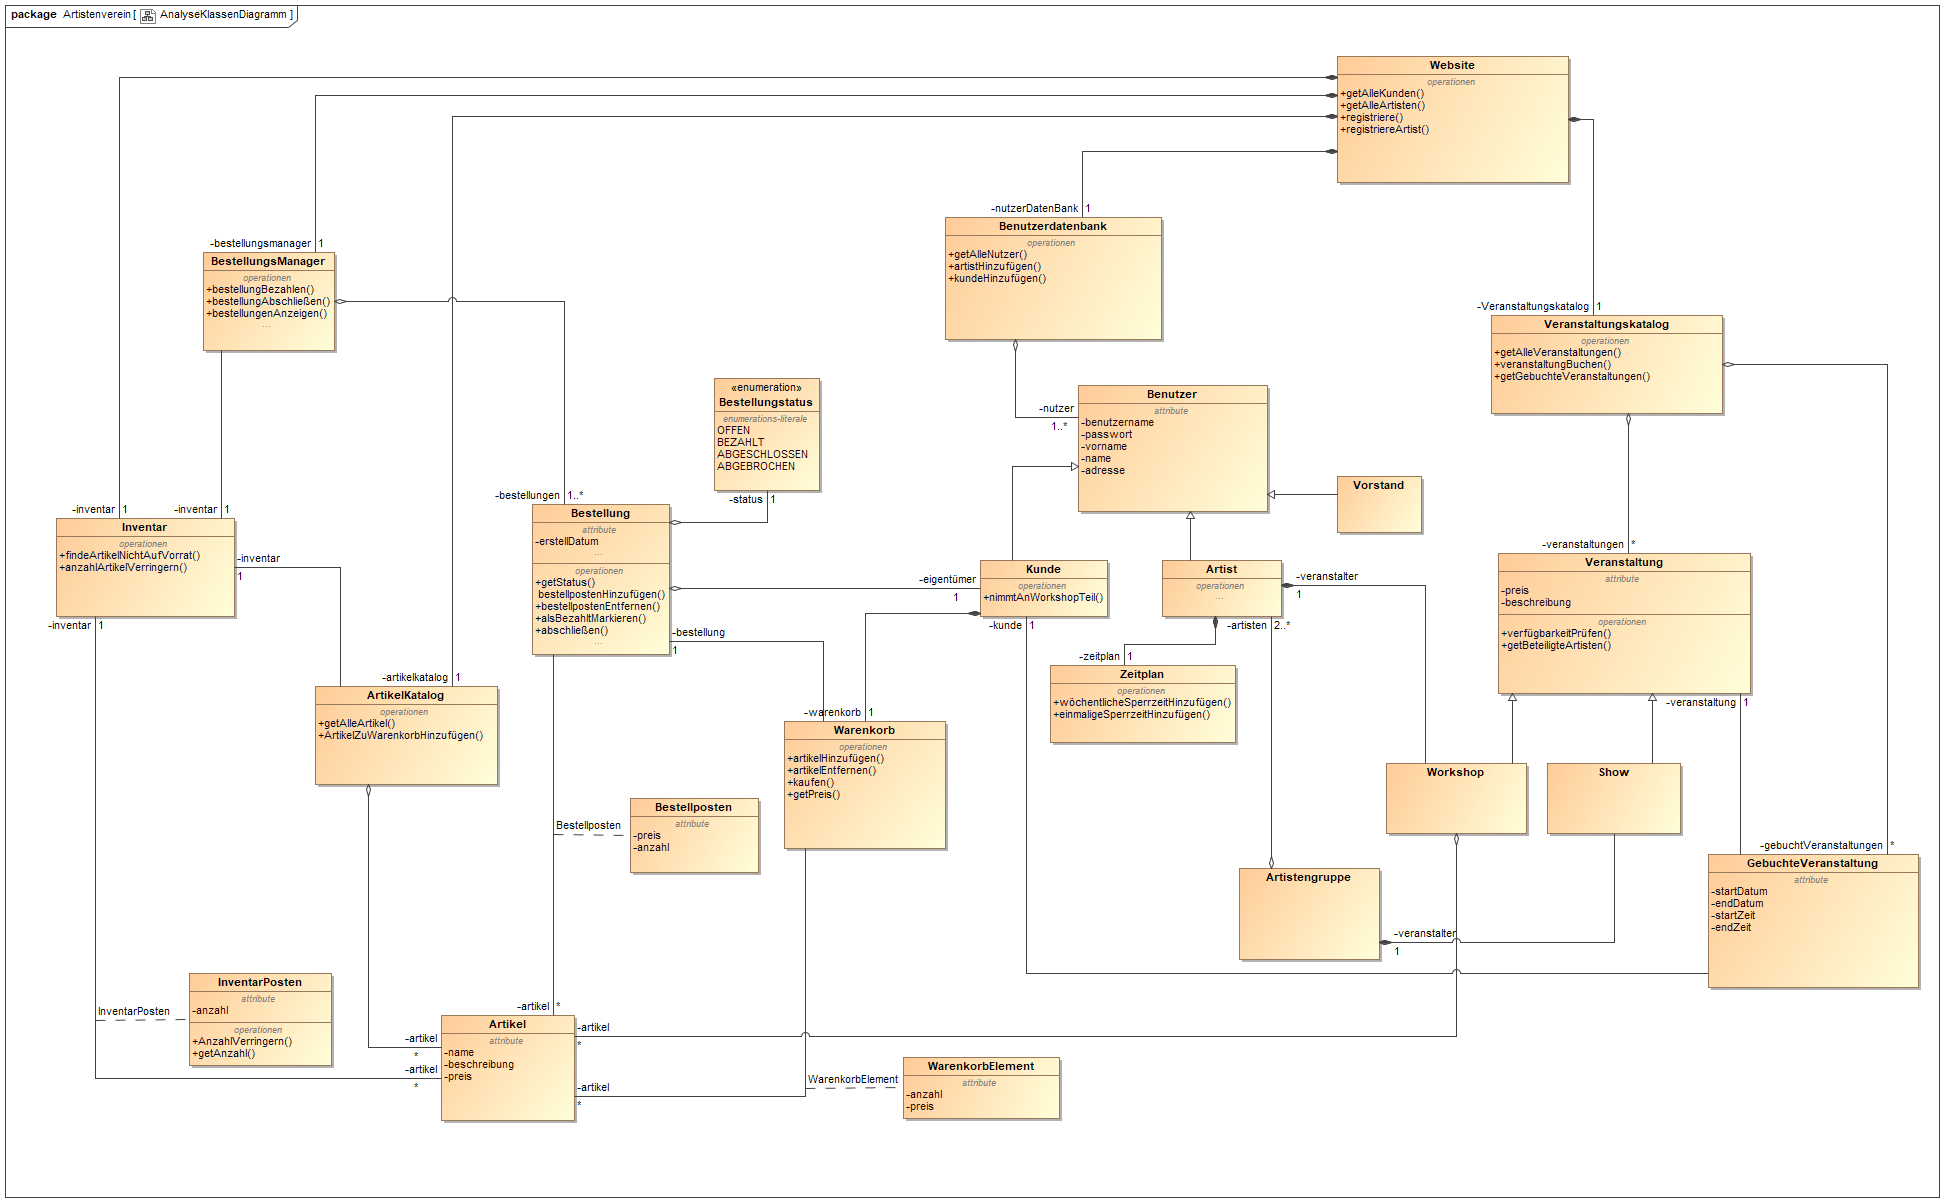 package Artistenverein [ AnalyseKlassenDiagramm ]
Website
operationen
+getAlleKunden()
+getAlleArtisten()
+registriere()
+registriereArtist()
-nutzerDatenBank 1
Benutzerdatenbank
operationen
+getAlleNutzer()
+artistHinzufügen()
+kundeHinzufügen()
-bestellungsmanager 1
BestellungsManager
operationen
+bestellungBezahlen()
+bestellungAbschließen()
+bestellungenAnzeigen()
...
-Veranstaltungskatalog 1
Veranstaltungskatalog
operationen
+getAlleVeranstaltungen()
+veranstaltungBuchen()
+getGebuchteVeranstaltungen()
«enumeration»
Bestellungstatus
enumerations-literale
OFFEN
BEZAHLT
ABGESCHLOSSEN
ABGEBROCHEN
-status 1
-nutzer
1..*
Benutzer
attribute
-benutzername
-passwort
-vorname
-name
-adresse
Vorstand
-inventar 1
-inventar 1
Inventar
operationen
+findeArtikelNichtAufVorrat()
+anzahlArtikelVerringern()
-inventar
1
-inventar 1
-bestellungen 1..*
Bestellung
attribute
-erstellDatum
...
operationen
+getStatus()
bestellpostenHinzufügen()
+bestellpostenEntfernen()
+alsBezahltMarkieren()
+abschließen()
...
-eigentümer
1
-bestellung
1
Kunde
operationen
+nimmtAnWorkshopTeil()
-kunde 1
Artist
operationen
...
-veranstalter
1
-artisten 2..*
-zeitplan 1
Zeitplan
operationen
+wöchentlicheSperrzeitHinzufügen()
+einmaligeSperrzeitHinzufügen()
-veranstaltungen *
Veranstaltung
attribute
-preis
-beschreibung
operationen
+verfügbarkeitPrüfen()
+getBeteiligteArtisten()
-veranstaltung 1
-artikelkatalog 1
ArtikelKatalog
operationen
+getAlleArtikel()
+ArtikelZuWarenkorbHinzufügen()
-warenkorb 1
Warenkorb
operationen
+artikelHinzufügen()
+artikelEntfernen()
+kaufen()
+getPreis()
Workshop
Show
Bestellposten
Bestellposten
attribute
-preis
-anzahl
-gebuchtVeranstaltungen *
GebuchteVeranstaltung
attribute
-startDatum
-endDatum
-startZeit
-endZeit
Artistengruppe
-veranstalter
1
InventarPosten
InventarPosten
attribute
-anzahl
operationen
+AnzahlVerringern()
+getAnzahl()
-artikel *
Artikel
attribute
-name
-beschreibung
-preis
-artikel
*
-artikel
*
-artikel
*
-artikel
*
WarenkorbElement
WarenkorbElement
attribute
-anzahl
-preis